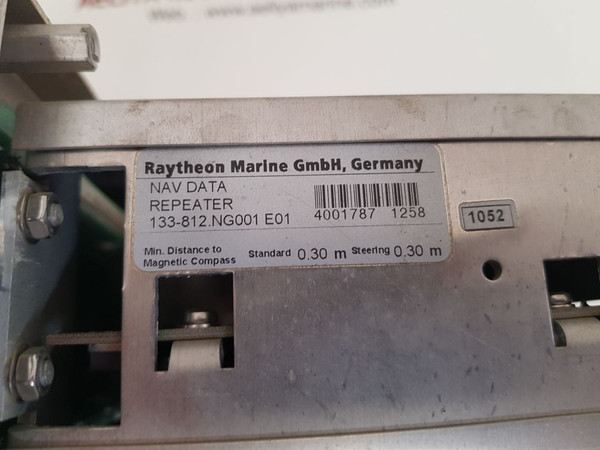 Raytheon Marine GmbH, Germany
NAV DATA
REPEATER
133-812.NG001 E01
4001787 1258
Min. Distance to
Magnetic Compass
Standard 0.30 m Steering 0.30 m
1052